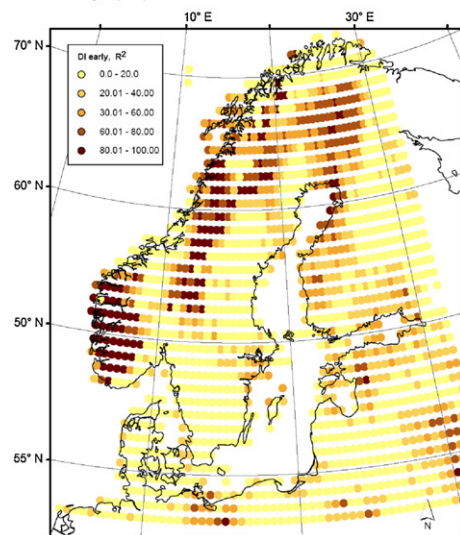 10° E
30° E
70° N
DI early, R²
0.0 - 20.0
20.01 - 40.00
30.01 - 60.00
60.01 - 80.00
80.01 - 100.00
60° N
50° N
55° N
N